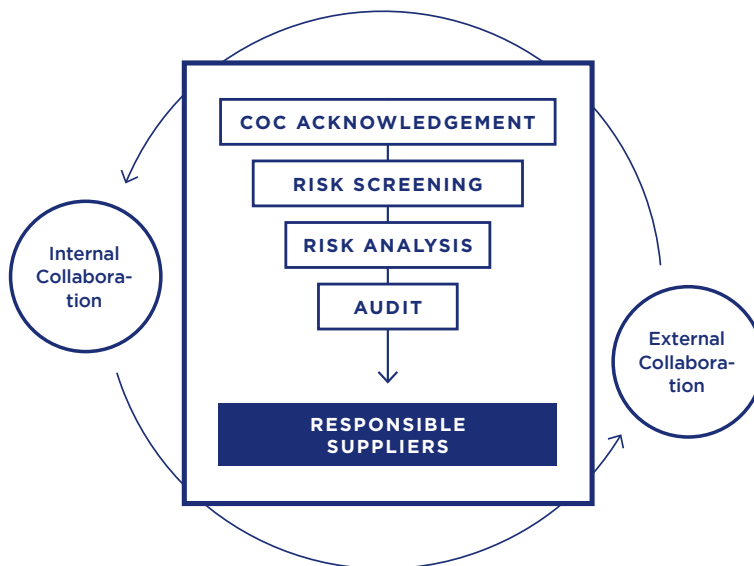 COC ACKNOWLEDGEMENT
RISK SCREENING
RISK ANALYSIS
AUDIT
RESPONSIBLE
SUPPLIERS
Internal
Collabora-
tion
External
Collabora-
tion